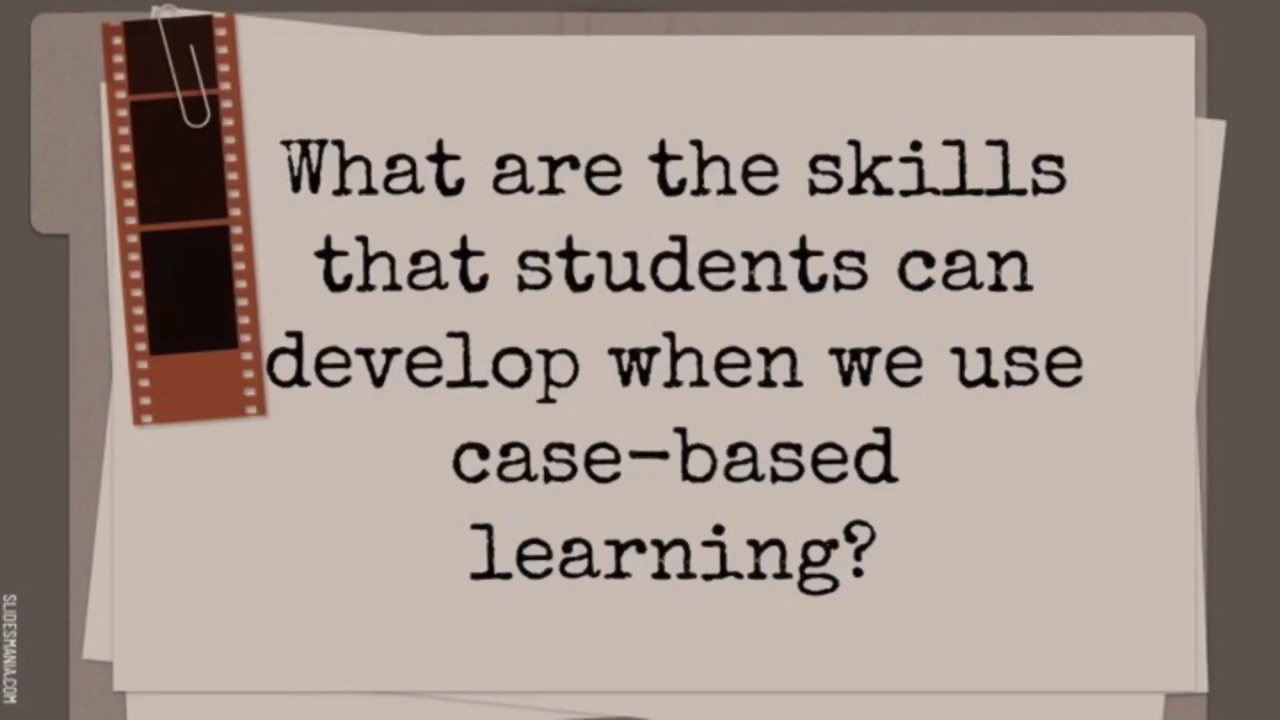 What are the skills
that students can
develop when we use
case-based
learning?
SLIDESMANIA.COM